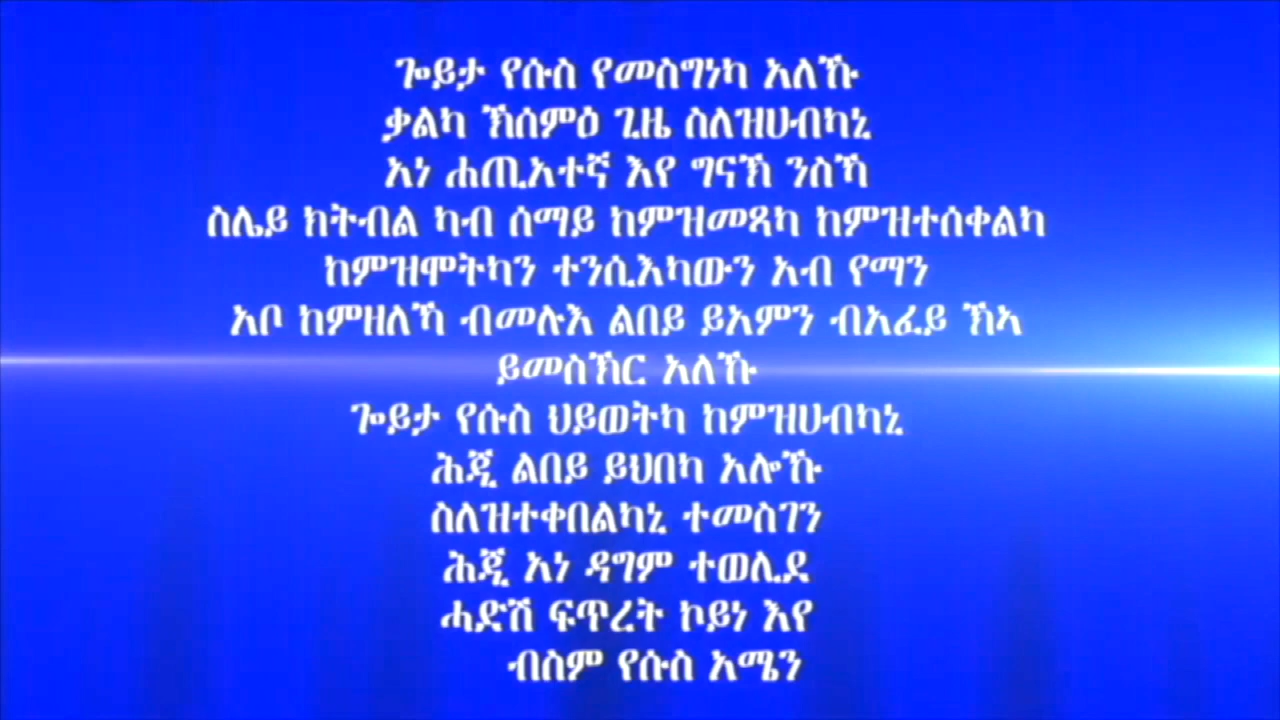 ጐይታ የሱስ የመስግነካ አለኹ
ቃልካ ኽሰምዕ ጊዜ ስለዝሀብካኒ
አነ ሐጢአተኛ እየ ግናኽ ንስኻ
ስሌይ ክትብል ካብ ሰማይ ከምዝመጻካ ከምዝተሰቀልካ
ከምዝሞትካን ተንሲእካውን አብ የማን
አቦ ከምዘለኻ ብመሉእ ልበይ ይአምን ብአፈይ ኽኣ
ይመስኽር አለኹ
ጐይታ የሱስ ህይወትካ ከምዝሀብካኒ
ሕጂ ልበይ ይህበካ አሎኹ
ስለዝተቀበልካኒ ተመስገን
ሕጂ አነ ዳግም ተወሊደ
ሓድሽ ፍጥረት ኮይነ እየ
ብስም የሱስ አሜን